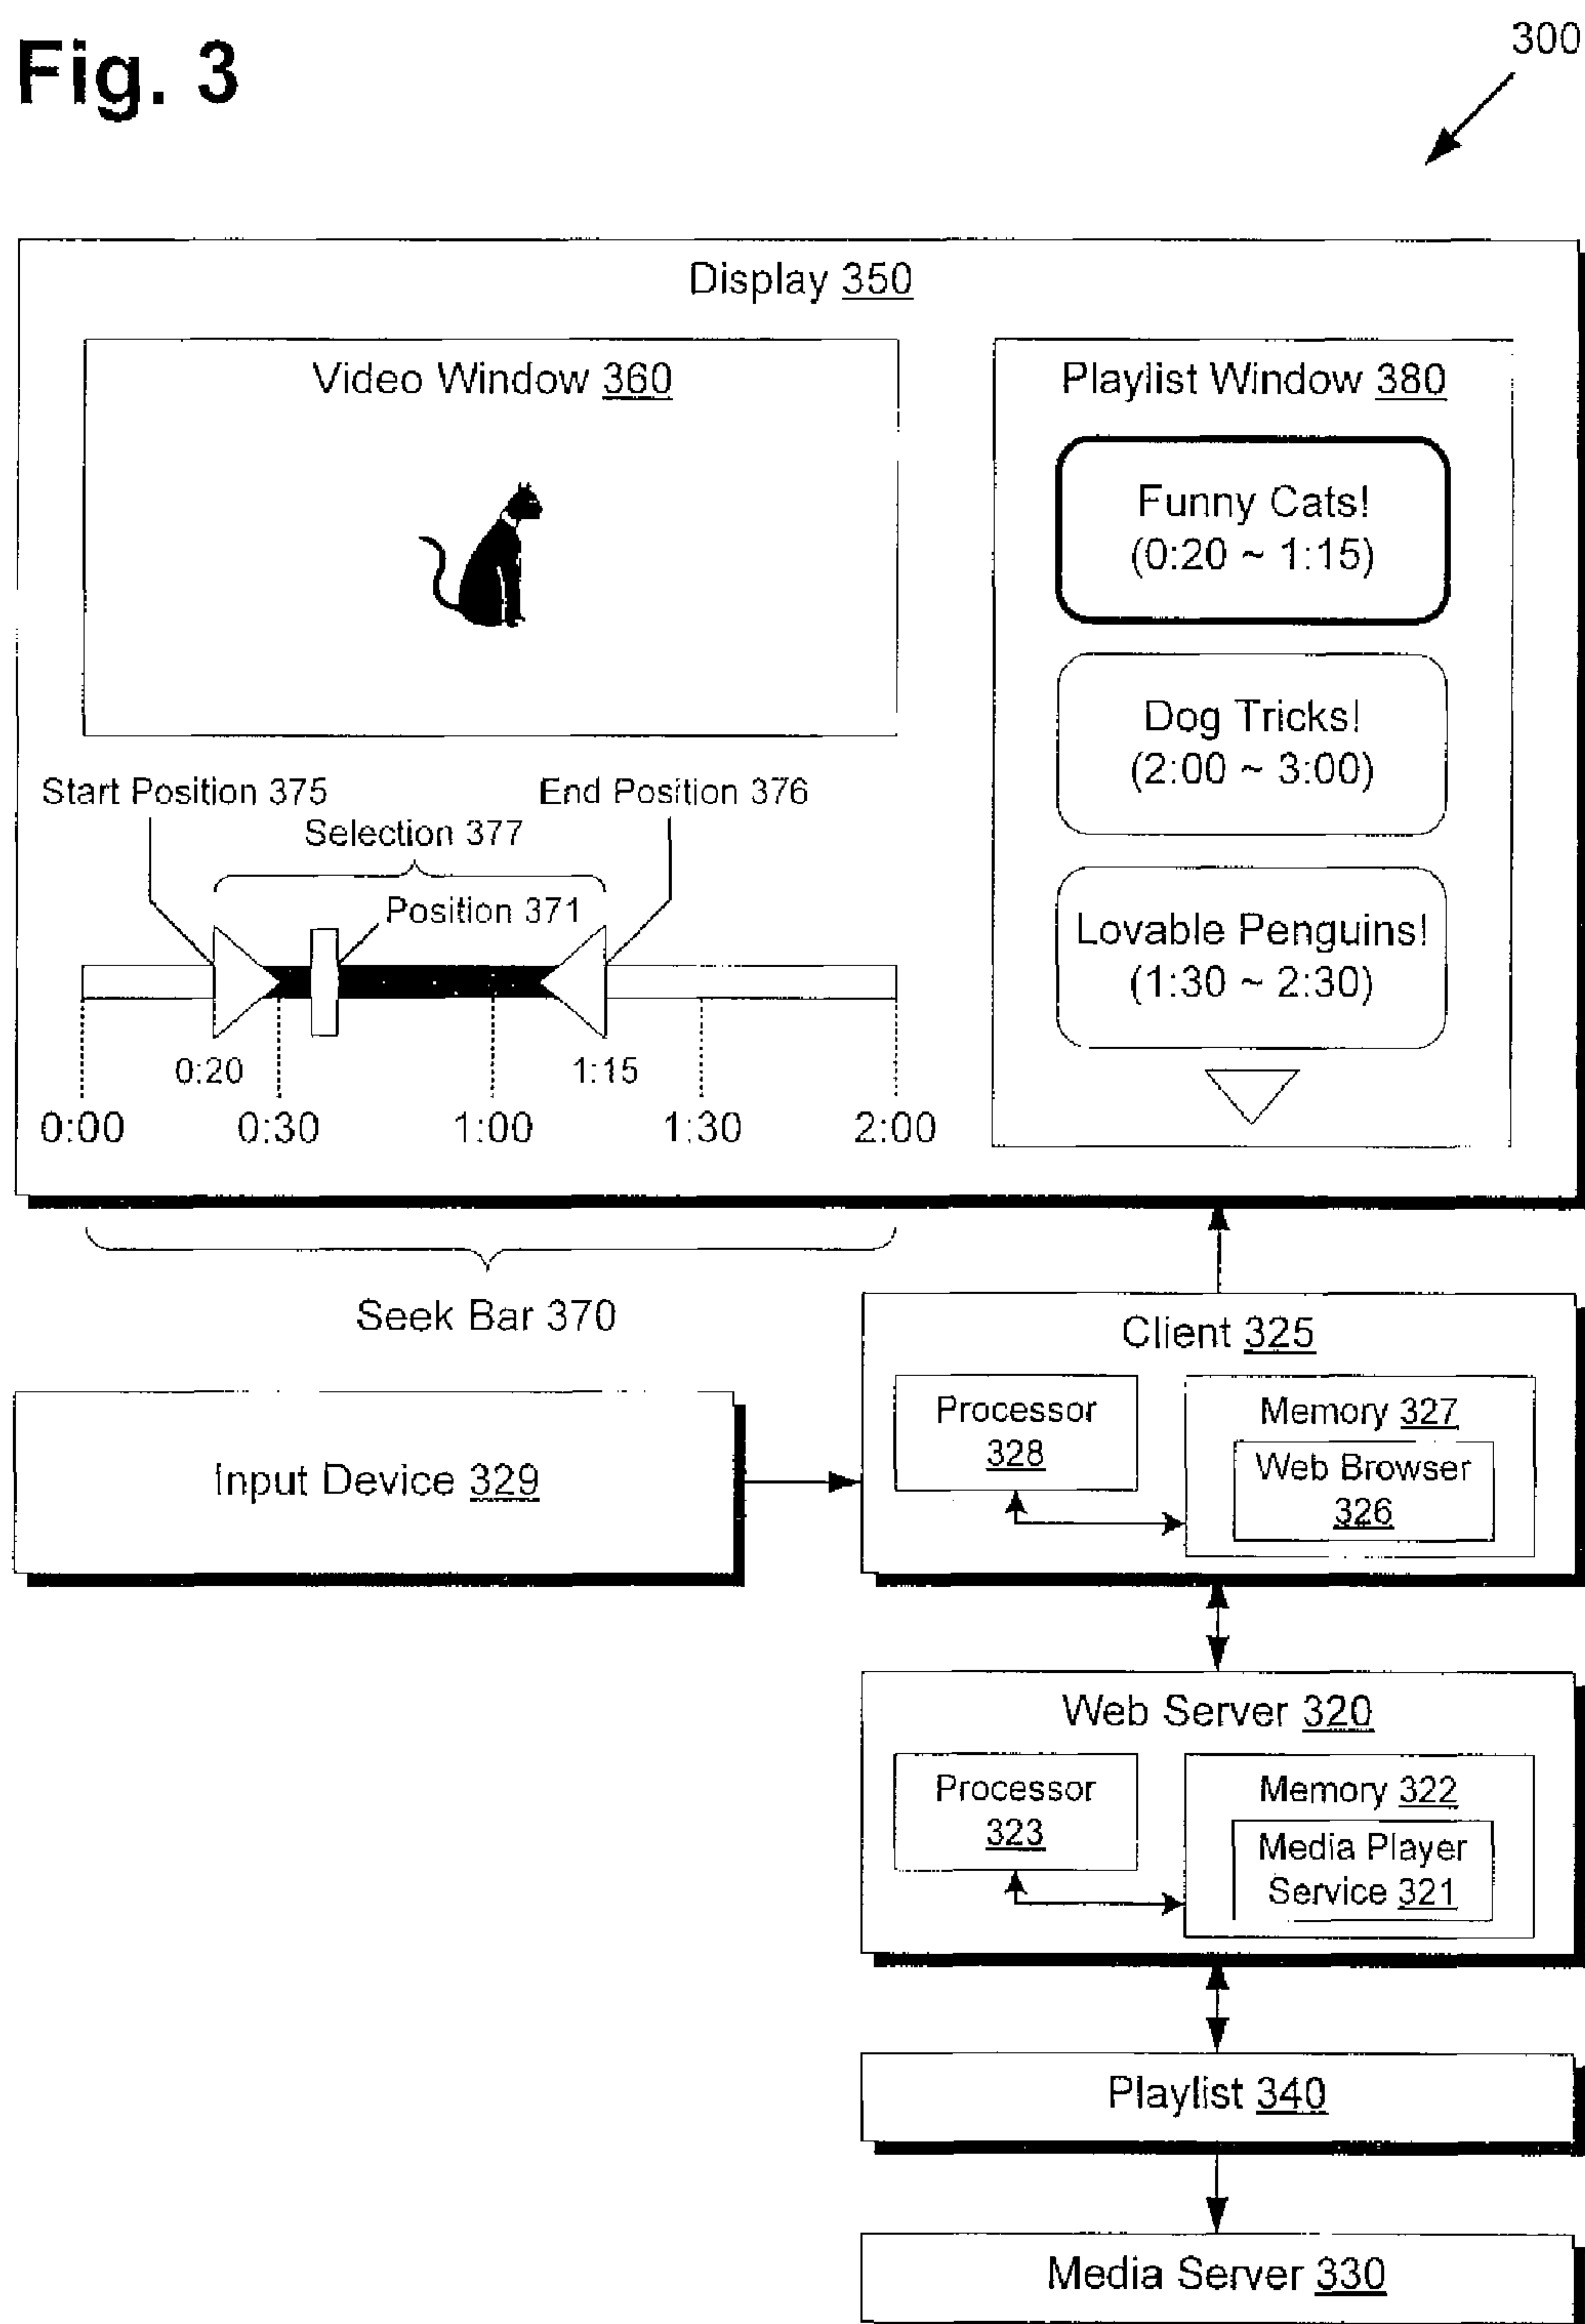 Fig. 3
300
Display 350
Video Window 360
Playlist Window 380
Funny Cats!
(0:20 ~ 1:15)
Dog Tricks!
(2:00 ~ 3:00)
Lovable Penguins!
(1:30 ~ 2:30)
Start Position 375
End Position 376
Selection 377
Position 371
0:20
1:15
0:00
0:30
1:00
1:30
2:00
Seek Bar 370
Input Device 329
Client 325
Processor
328
Memory 327
Web Browser
326
Web Server 320
Processor
323
Memory 322
Media Player
Service 321
Playlist 340
Media Server 330